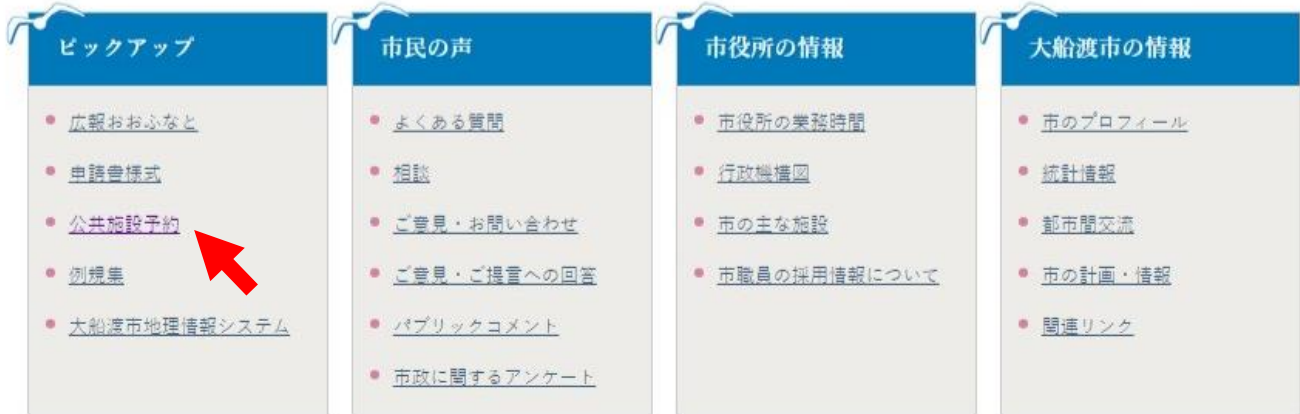 ピックアップ
広報おおふなと
申請書様式
公共施設予約
例規集
大船渡市地理情報システム
市民の声
よくある質問
相談
ご意見・お問い合わせ
ご意見・ご提言への回答
パブリックコメント
市政に関するアンケート
市役所の情報
市役所の業務時間
行政機構図
市の主な施設
市職員の採用情報について
大船渡市の情報
市のプロフィール
統計情報
都市間交流
市の計画・情報
関連リンク